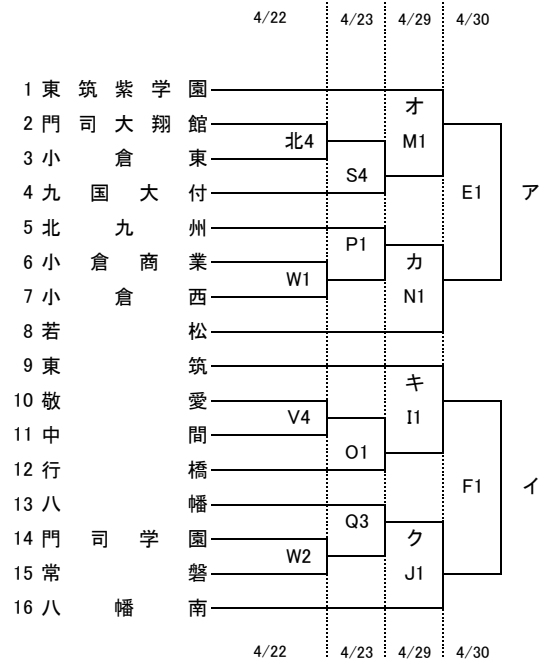 4/22 4/23 4/29 4/30
1 東筑紫学園
オ
2 門司大翔館
北4 M1
3 小倉東
S4
4 九国大付
E1 ア
5 北九州
P1
6 小倉商業
カ
W1
7 小倉西
N1
8 若松
9 東筑
キ
10 敬愛
V4 I1
11 中間
O1
12 行橋
F1 イ
13 八幡
Q3
14 門司学園
ク
W2
15 常磐
J1
16 八幡南
4/22 4/23 4/29 4/30